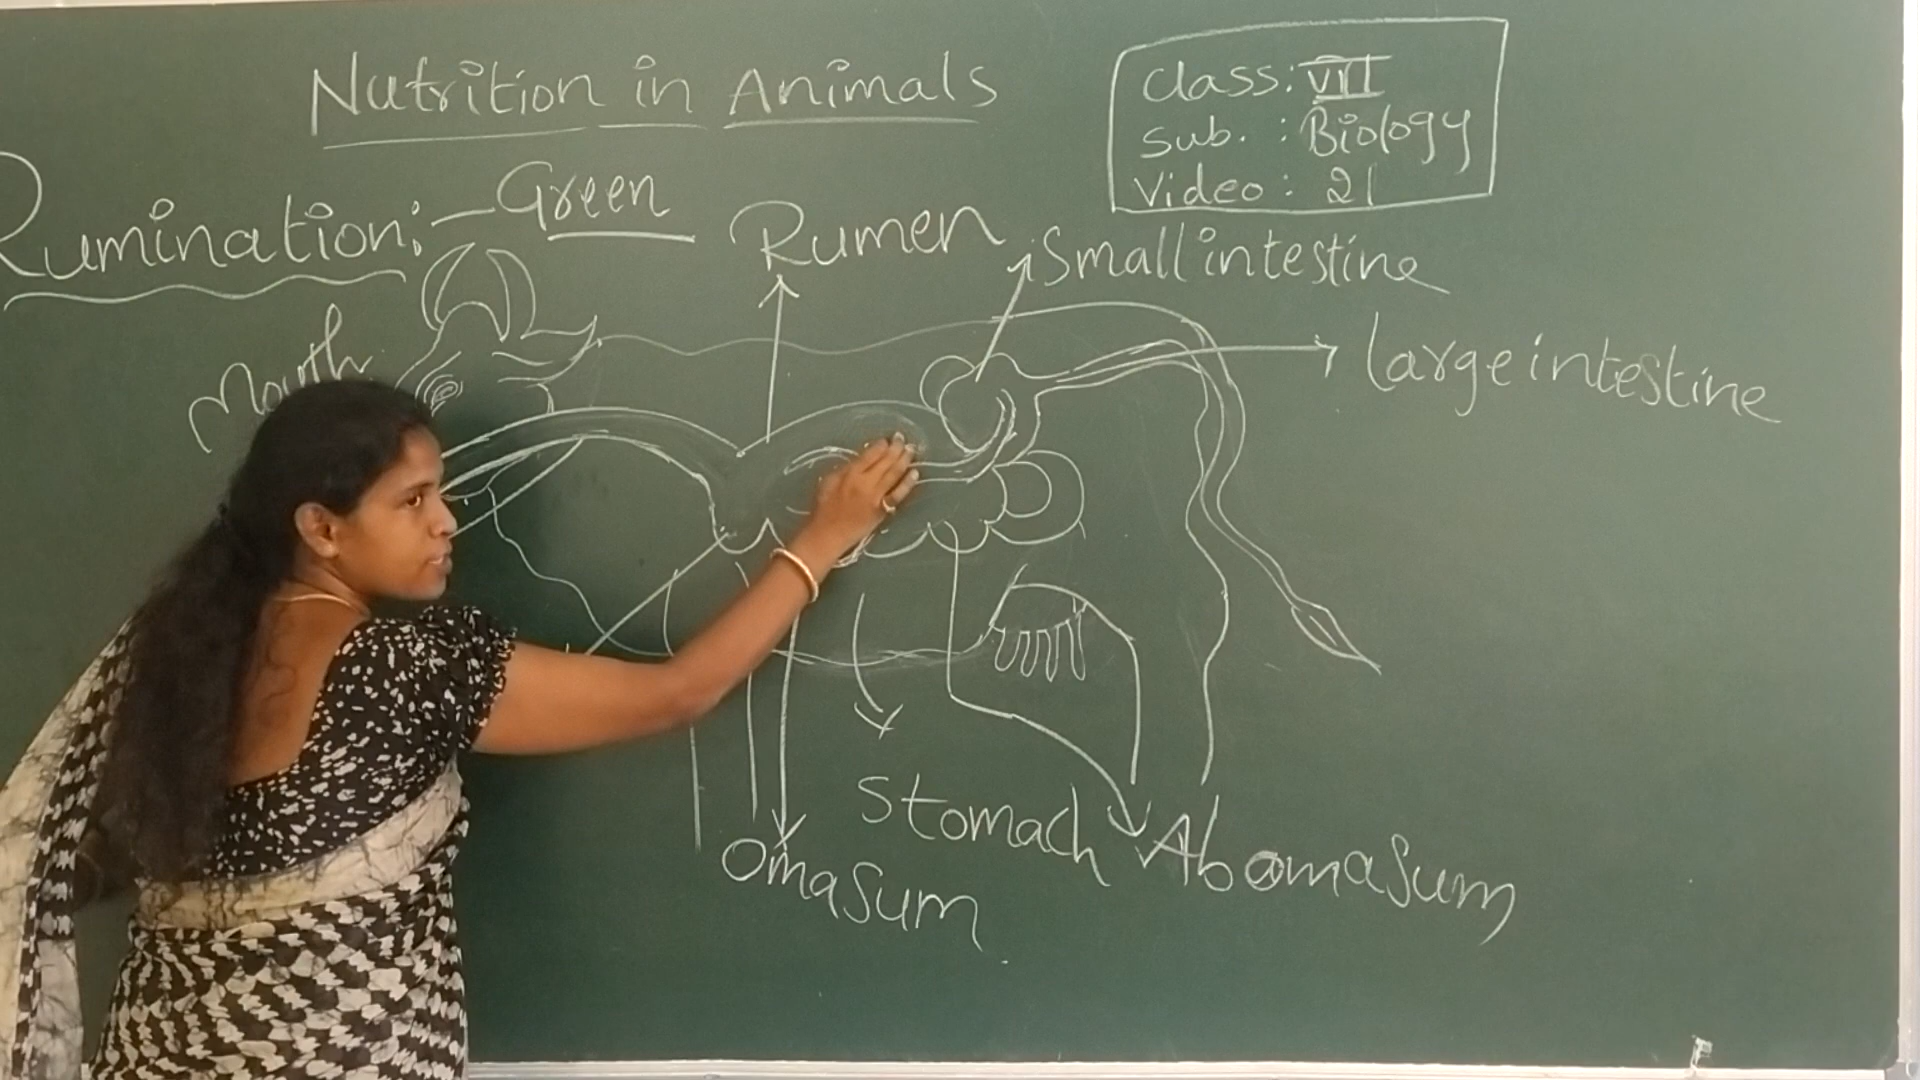 Nutrition in Animals
Class: VII
Sub. : Biology
Video: 21
Rumination: - Green
Rumen
Small intestine
Mouth
large intestine
Stomach
Omasum
Abomasum